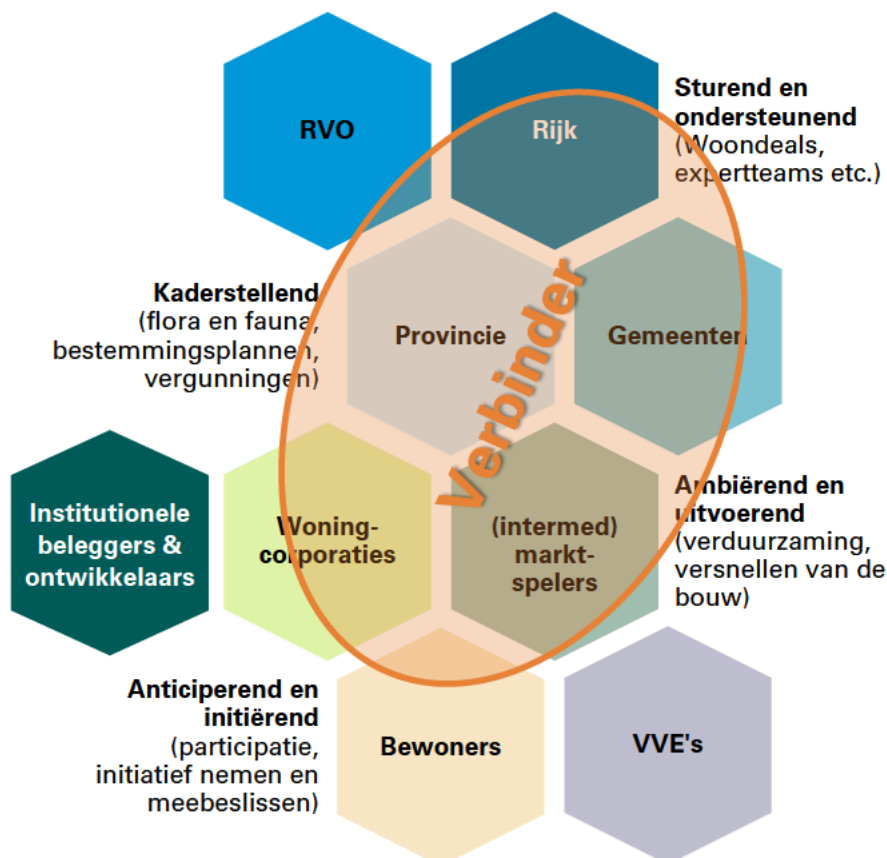 RVO
Rijk
Sturend en
ondersteunend
(Woondeals,
expertteams etc.)
Kaderstellend
(flora en fauna,
bestemmingsplannen,
vergunningen)
Provincie
Gemeenten
Verbinder
Institutionele
beleggers &
ontwikkelaars
Woning-
corporaties
(intermed)
markt-
spelers
Ambiërend en
uitvoerend
(verduurzaming,
versnellen van de
bouw)
Anticiperend en
initiërend
(participatie,
initiatief nemen en
meebeslissen)
Bewoners
VVE's